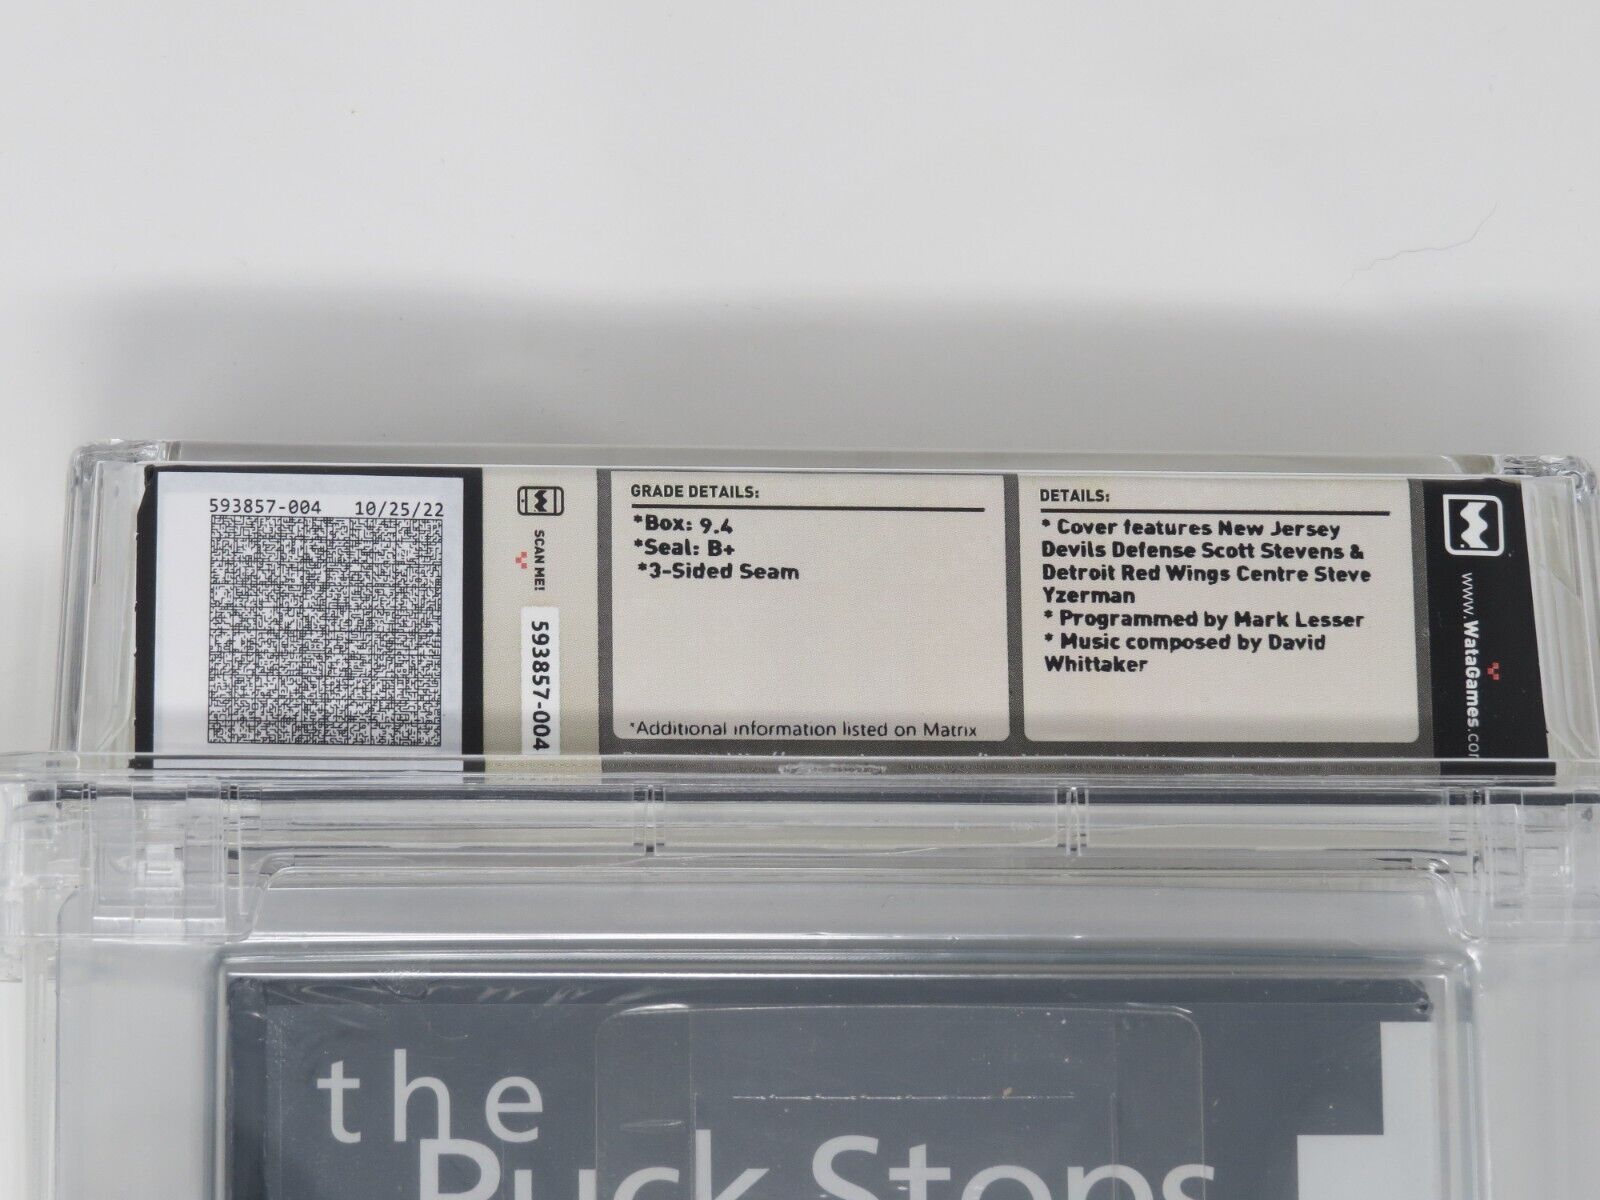 593857-004 10/25/22
SCAN ME!
593857-004
GRADE DETAILS:
*Box: 9.4
*Seal: B+
*3-Sided Seam
*Additional information listed on Matrix
DETAILS:
* Cover features New Jersey
Devils Defense Scott Stevens &
Detroit Red Wings Centre Steve
Yzerman
* Programmed by Mark Lesser
* Music composed by David
Whittaker
www.WataGames.com
the
Puck Stops